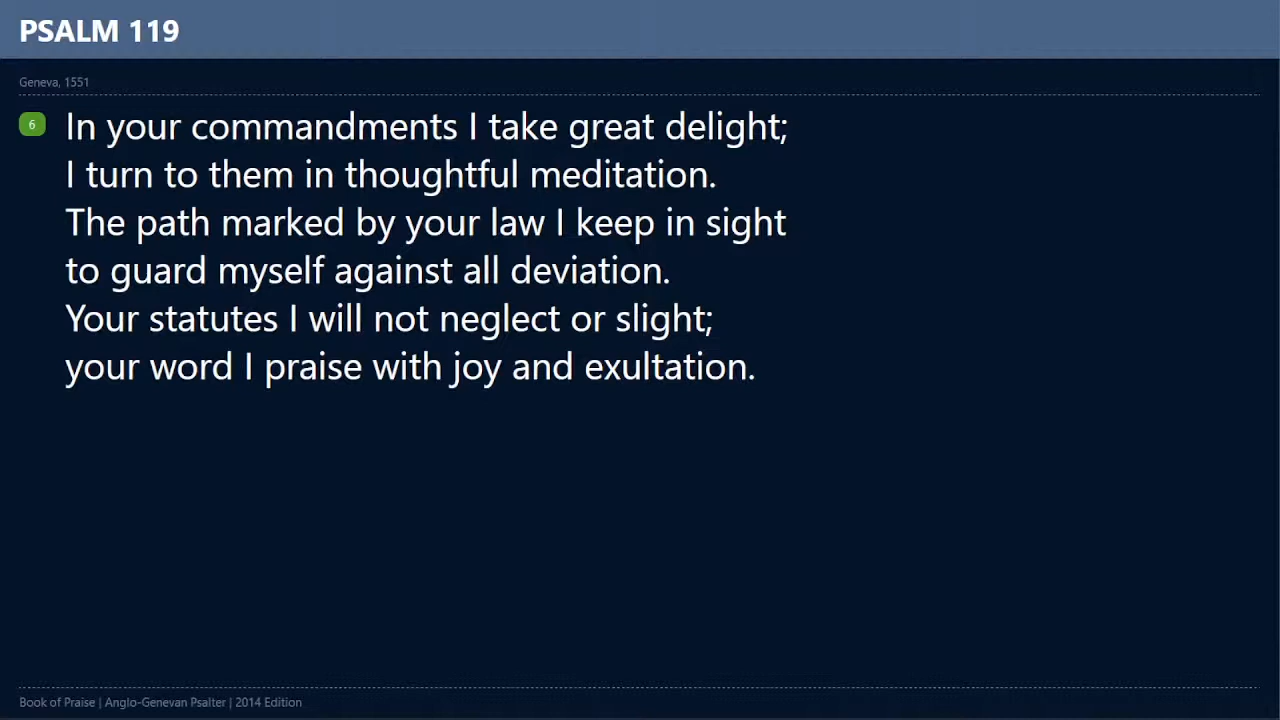 PSALM 119
Geneva, 1551
6 In your commandments I take great delight;
I turn to them in thoughtful meditation.
The path marked by your law I keep in sight
to guard myself against all deviation.
Your statutes I will not neglect or slight;
your word I praise with joy and exultation.
Book of Praise | Anglo-Genevan Psalter | 2014 Edition